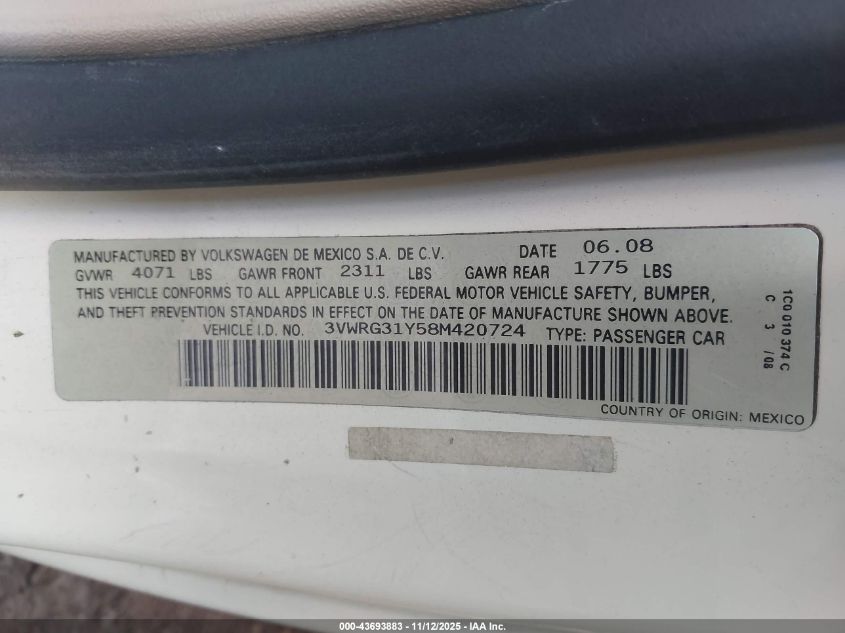 MANUFACTURED BY VOLKSWAGEN DE MEXICO S.A. DE C.V. DATE 06.08
GVWR 4071 LBS GAWR FRONT 2311 LBS GAWR REAR 1775 LBS
THIS VEHICLE CONFORMS TO ALL APPLICABLE U.S. FEDERAL MOTOR VEHICLE SAFETY, BUMPER,
AND THEFT PREVENTION STANDARDS IN EFFECT ON THE DATE OF MANUFACTURE SHOWN ABOVE.
VEHICLE I.D. NO. 3VWRG31Y58M420724 TYPE: PASSENGER CAR
COUNTRY OF ORIGIN: MEXICO
1C0 010 374 C
C 3 /08
000-43693883 - 11/12/2025 - IAA Inc.